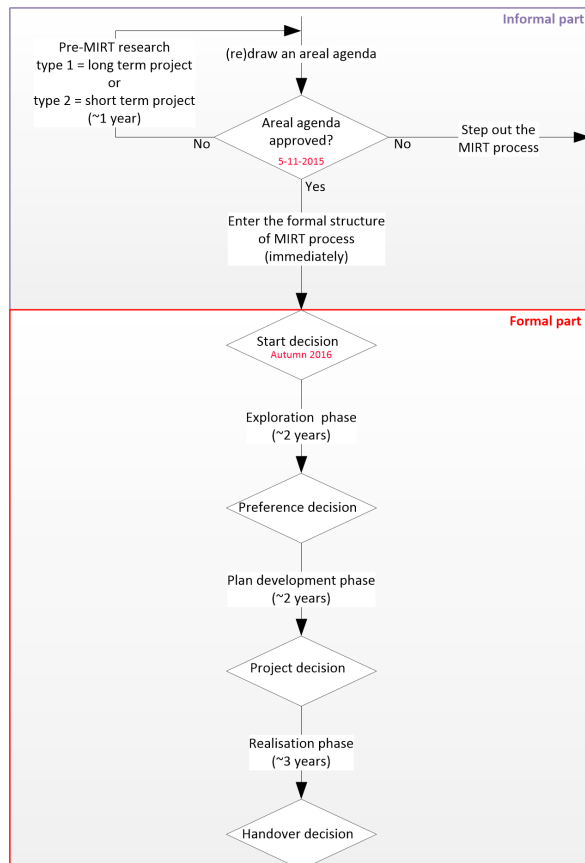 Informal part
Pre-MIRT research
type 1 = long term project
or
type 2 = short term project
(~1 year)
(re)draw an areal agenda
Areal agenda
approved?
5-11-2015
No
No
Step out the
MIRT process
Yes
Enter the formal structure
of MIRT process
(immediately)
Formal part
Start decision
Autumn 2016
Exploration phase
(~2 years)
Preference decision
Plan development phase
(~2 years)
Project decision
Realisation phase
(~3 years)
Handover decision